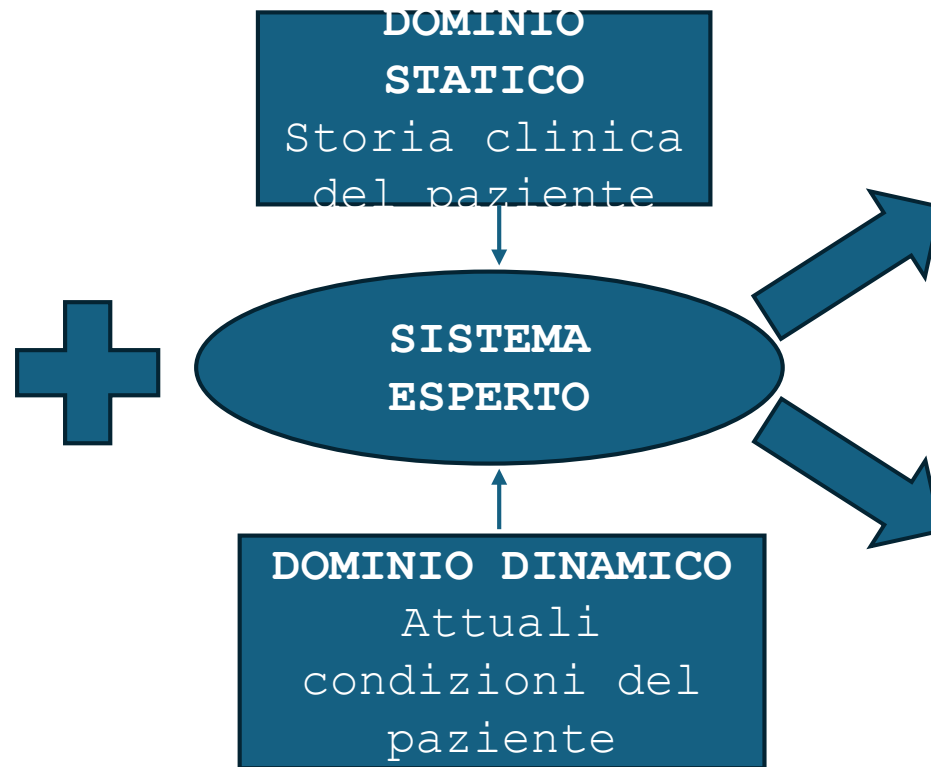 DOMINIO
STATICO
Storia clinica
del paziente
SISTEMA
ESPERTO
DOMINIO DINAMICO
Attuali
condizioni del
paziente